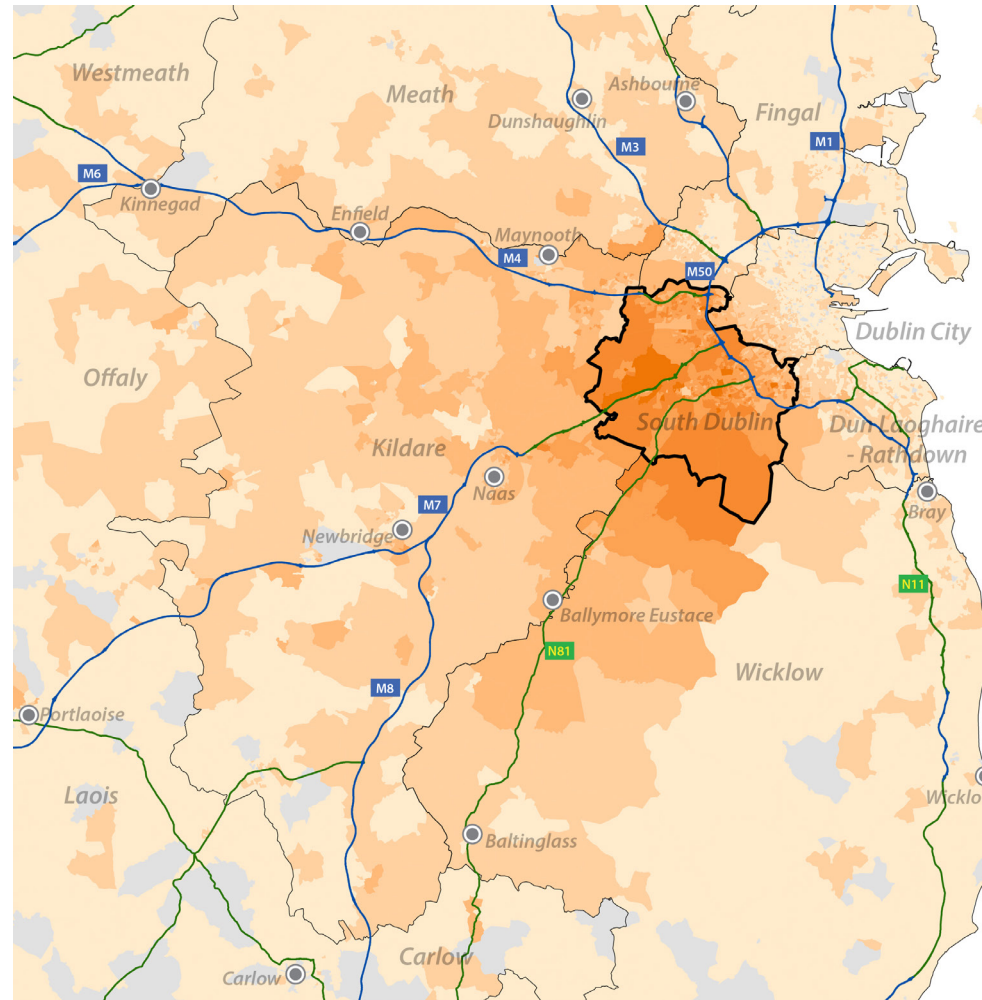 Westmeath
Meath
Ashbourne
Dunshaughlin
Fingal
M3
M1
M6
Kinnegad
Enfield
Maynooth
M4
M50
Dublin City
Offaly
South Dublin
Dun Laoghaire
- Rathdown
Kildare
Naas
Bray
M7
Newbridge
N11
Ballymore Eustace
N81
Wicklow
M8
Portlaoise
Laois
Wicklo
Baltinglass
Carlow
Carlow